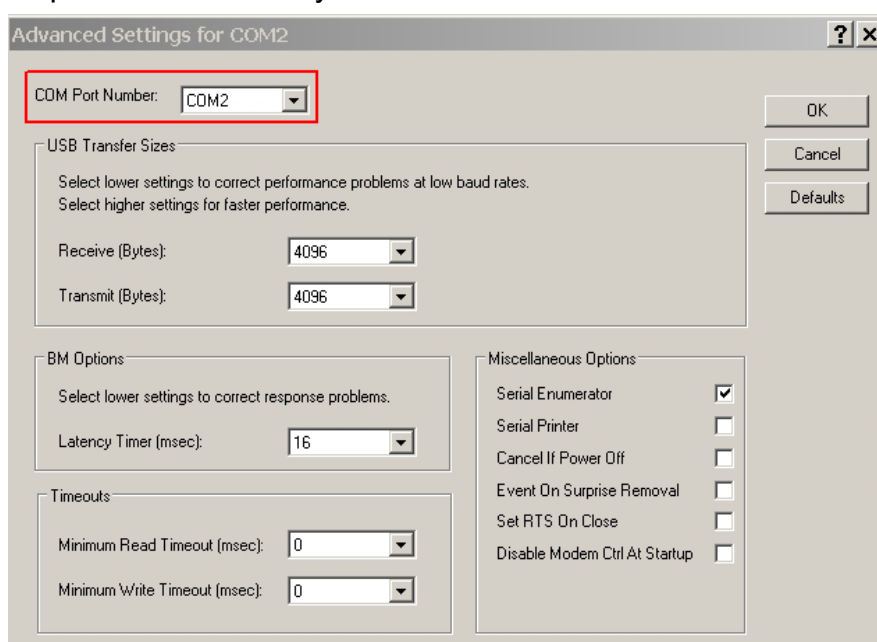 Advanced Settings for COM2
COM Port Number: COM2
OK
Cancel
Defaults
USB Transfer Sizes
Select lower settings to correct performance problems at low baud rates.
Select higher settings for faster performance.
Receive (Bytes): 4096
Transmit (Bytes): 4096
BM Options
Select lower settings to correct response problems.
Latency Timer (msec): 16
Timeouts
Minimum Read Timeout (msec): 0
Minimum Write Timeout (msec): 0
Miscellaneous Options
Serial Enumerator
Serial Printer
Cancel If Power Off
Event On Surprise Removal
Set RTS On Close
Disable Modem Ctrl At Startup